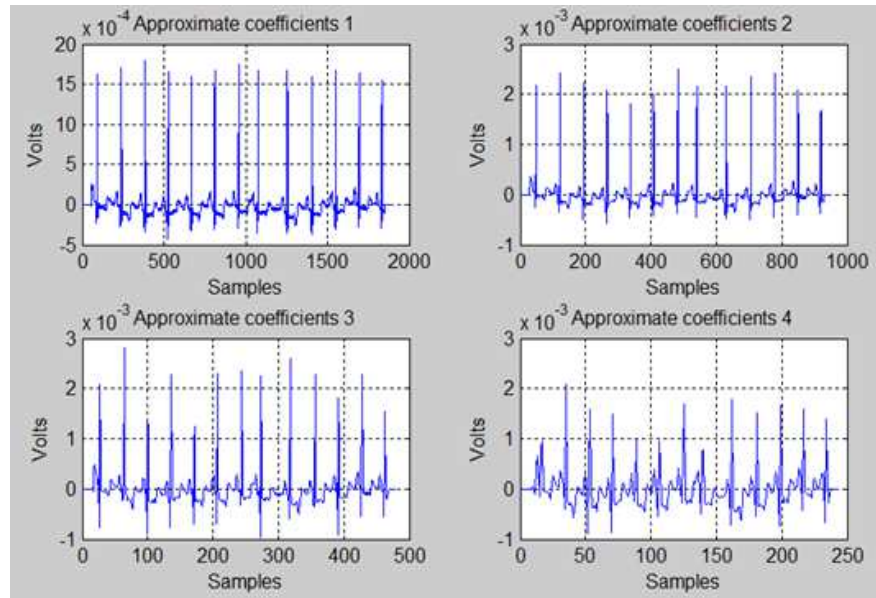 x 10-4 Approximate coefficients 1
20
15
10
5
0
-5
Volts
0 500 1000 1500 2000
Samples
x 10-3 Approximate coefficients 2
3
2
1
0
-1
Volts
0 200 400 600 800 1000
Samples
x 10-3 Approximate coefficients 3
3
2
1
0
-1
Volts
0 100 200 300 400 500
Samples
x 10-3 Approximate coefficients 4
3
2
1
0
-1
Volts
0 50 100 150 200 250
Samples